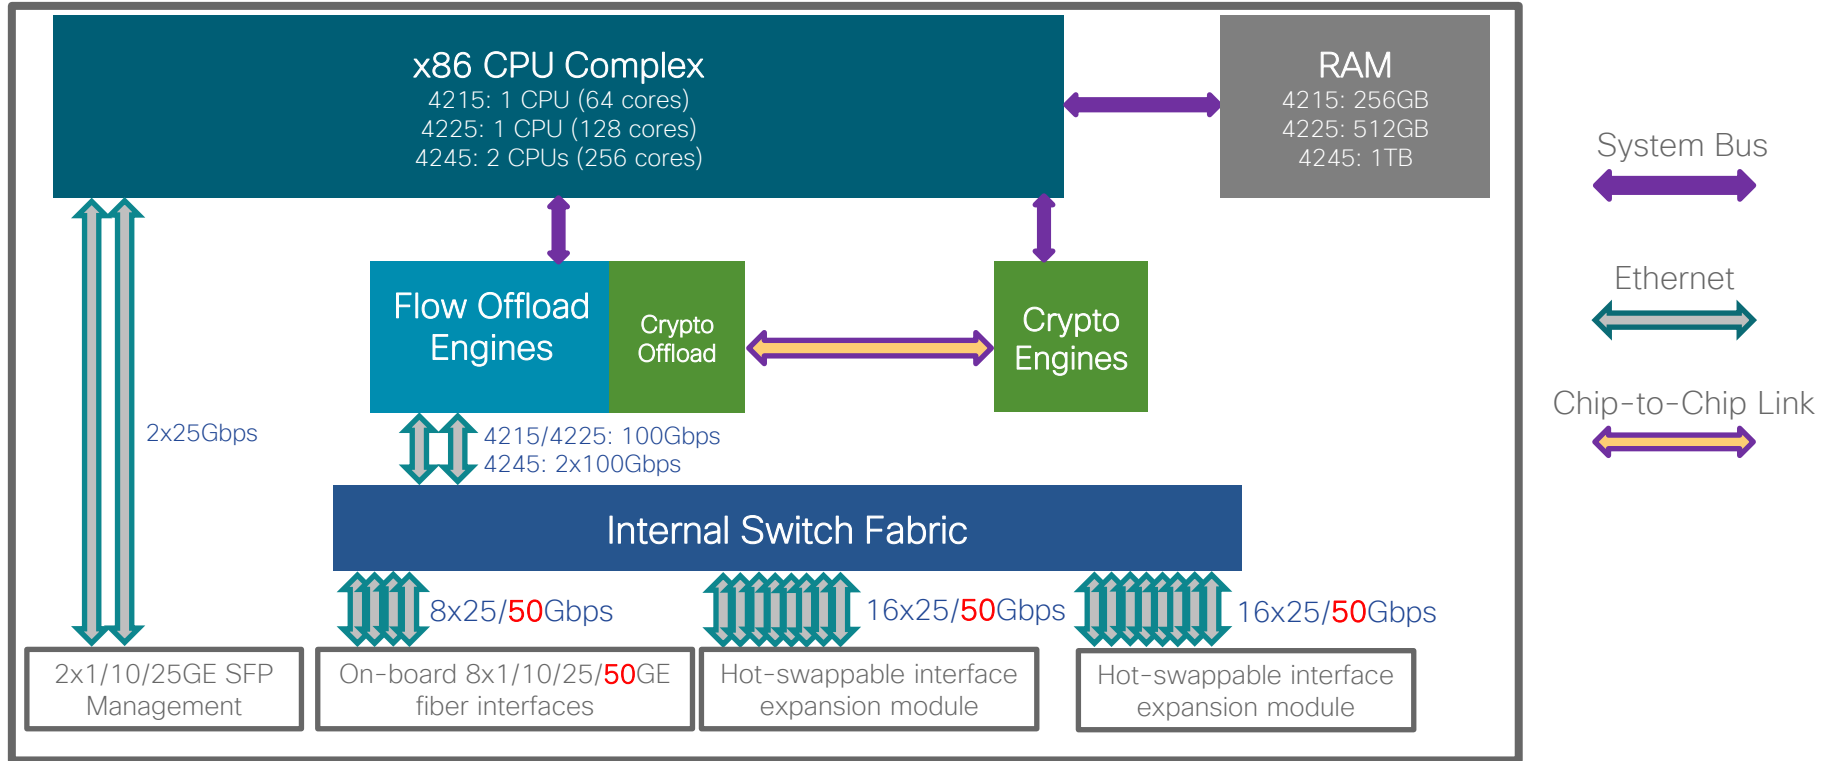 x86 CPU Complex
4215: 1 CPU (64 cores)
4225: 1 CPU (128 cores)
4245: 2 CPUs (256 cores)
RAM
4215: 256GB
4225: 512GB
4245: 1TB
System Bus
Ethernet
Chip-to-Chip Link
Flow Offload
Engines
Crypto
Offload
Crypto
Engines
2x25Gbps
4215/4225: 100Gbps
4245: 2x100Gbps
Internal Switch Fabric
8x25/50Gbps
16x25/50Gbps
16x25/50Gbps
2x1/10/25GE SFP
Management
On-board 8x1/10/25/50GE
fiber interfaces
Hot-swappable interface
expansion module
Hot-swappable interface
expansion module